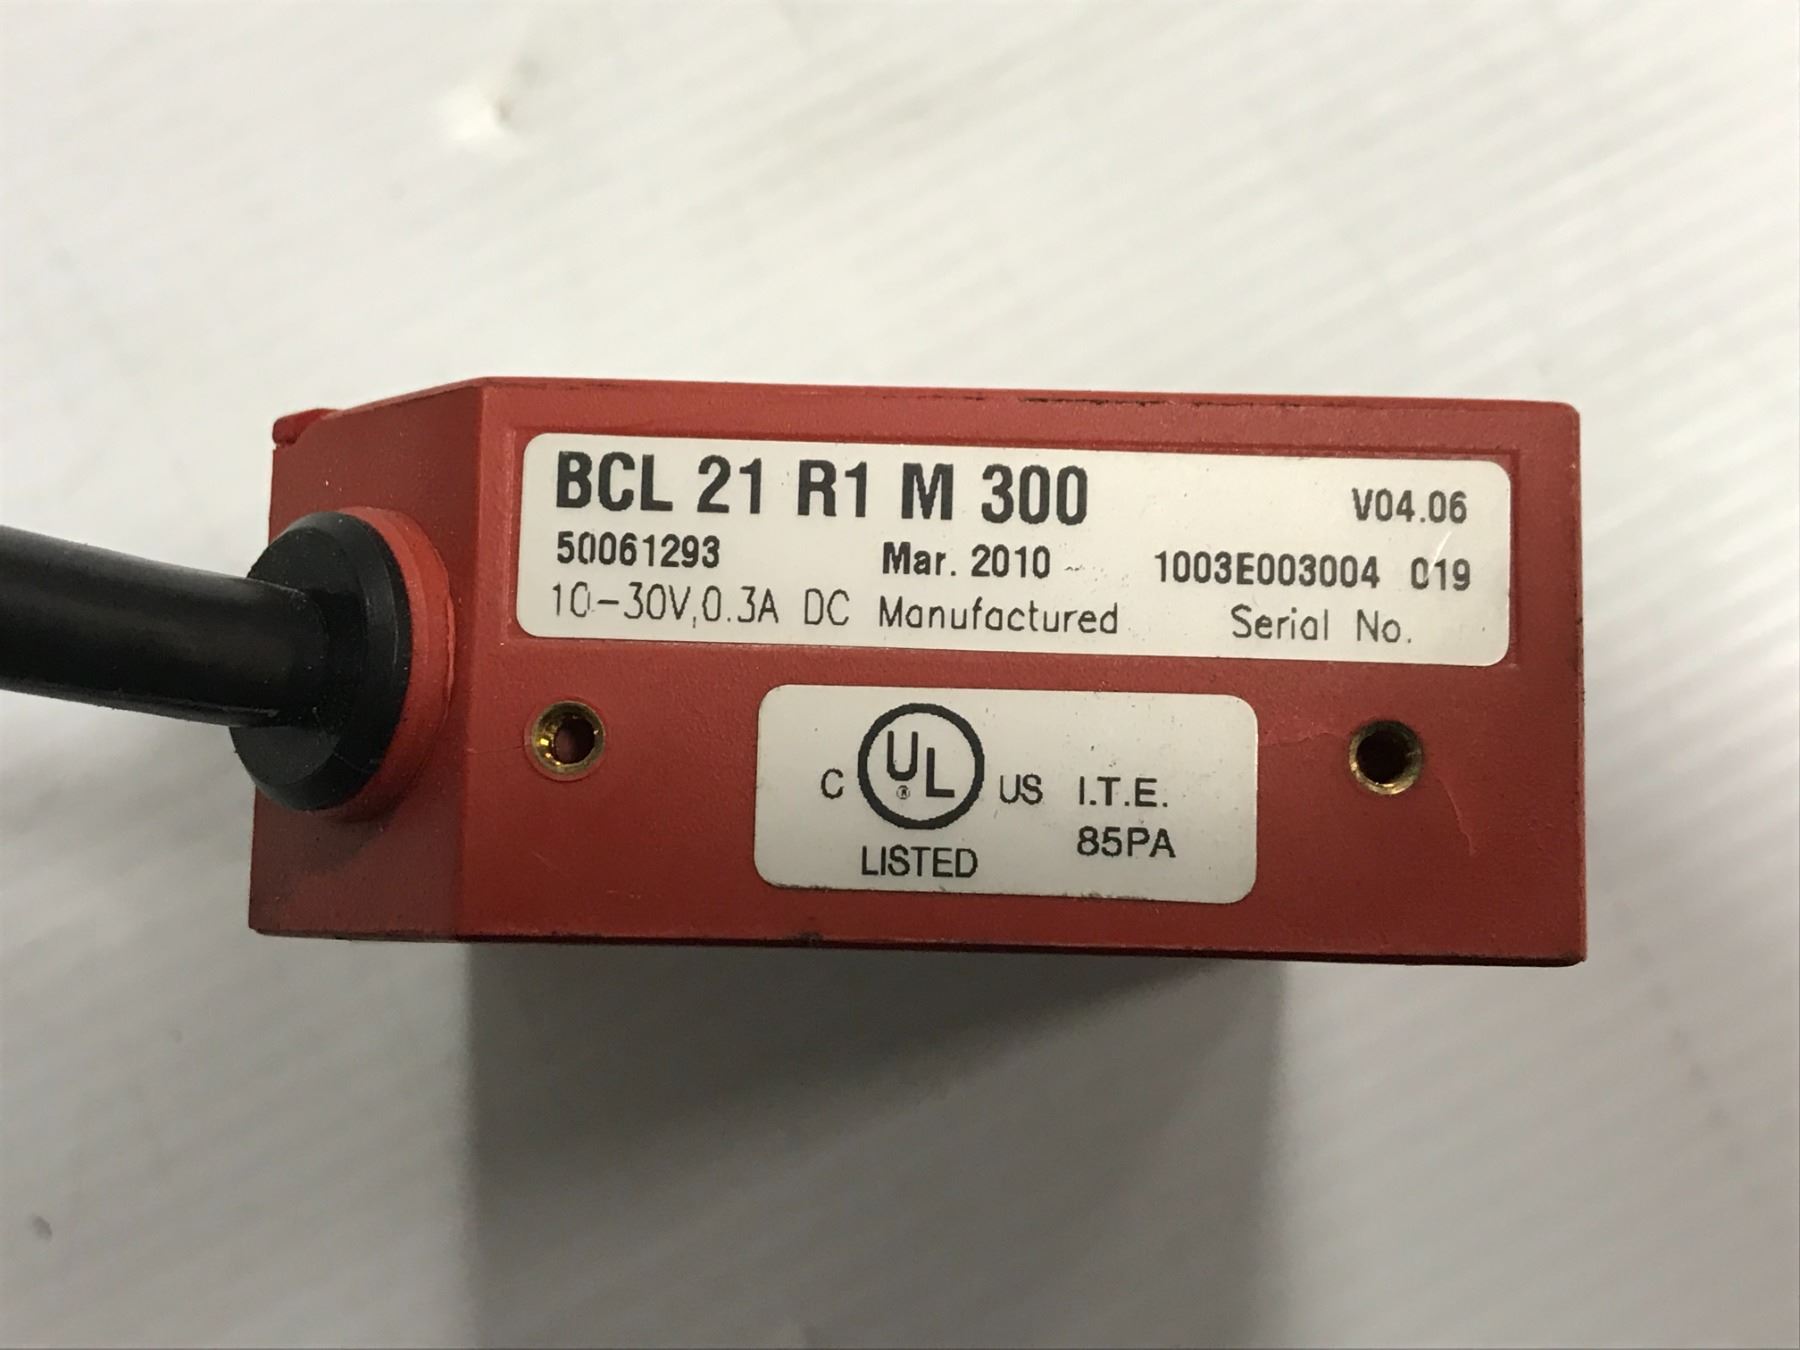 BCL 21 R1 M 300 V04.06
50061293 Mar. 2010 1003E003004 019
10-30V,0.3A DC Manufactured Serial No.
C UL® US I.T.E.
LISTED 85PA